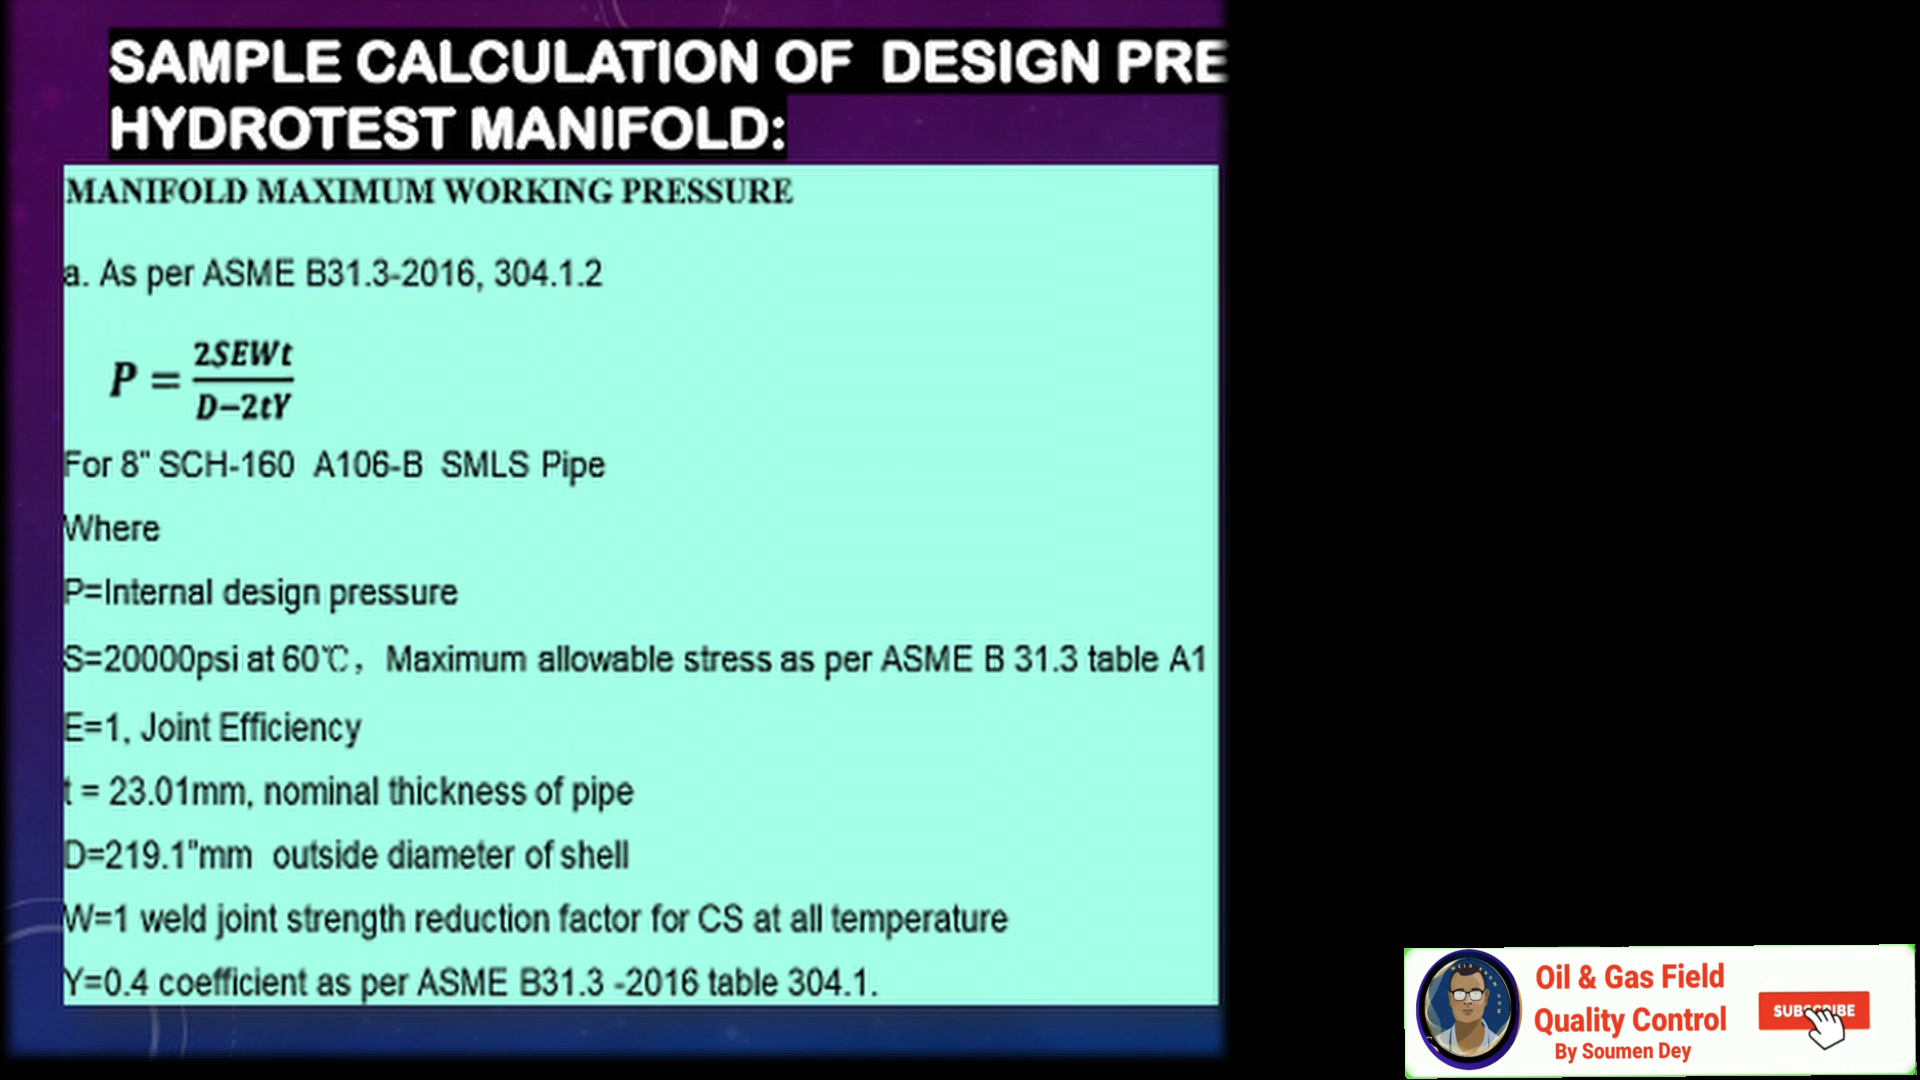 SAMPLE CALCULATION OF DESIGN PRE
HYDROTEST MANIFOLD:
MANIFOLD MAXIMUM WORKING PRESSURE
a. As per ASME B31.3-2016, 304.1.2
P = 2SEWt / D-2tY
For 8" SCH-160 A106-B SMLS Pipe
Where
P=Internal design pressure
S=20000psi at 60℃, Maximum allowable stress as per ASME B 31.3 table A1
E=1, Joint Efficiency
t = 23.01mm, nominal thickness of pipe
D=219.1"mm outside diameter of shell
W=1 weld joint strength reduction factor for CS at all temperature
Y=0.4 coefficient as per ASME B31.3 -2016 table 304.1.
Oil & Gas Field
Quality Control
By Soumen Dey
SUBSCRIBE